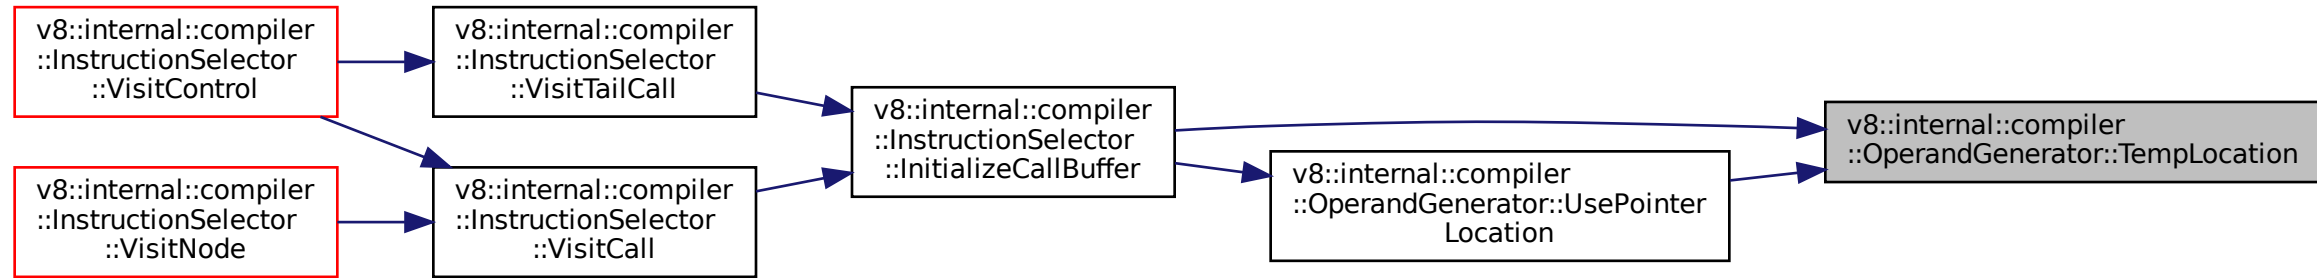 v8::internal::compiler
::InstructionSelector
::VisitControl
v8::internal::compiler
::InstructionSelector
::VisitTailCall
v8::internal::compiler
::InstructionSelector
::VisitNode
v8::internal::compiler
::InstructionSelector
::VisitCall
v8::internal::compiler
::InstructionSelector
::InitializeCallBuffer
v8::internal::compiler
::OperandGenerator::UsePointer
Location
v8::internal::compiler
::OperandGenerator::TempLocation